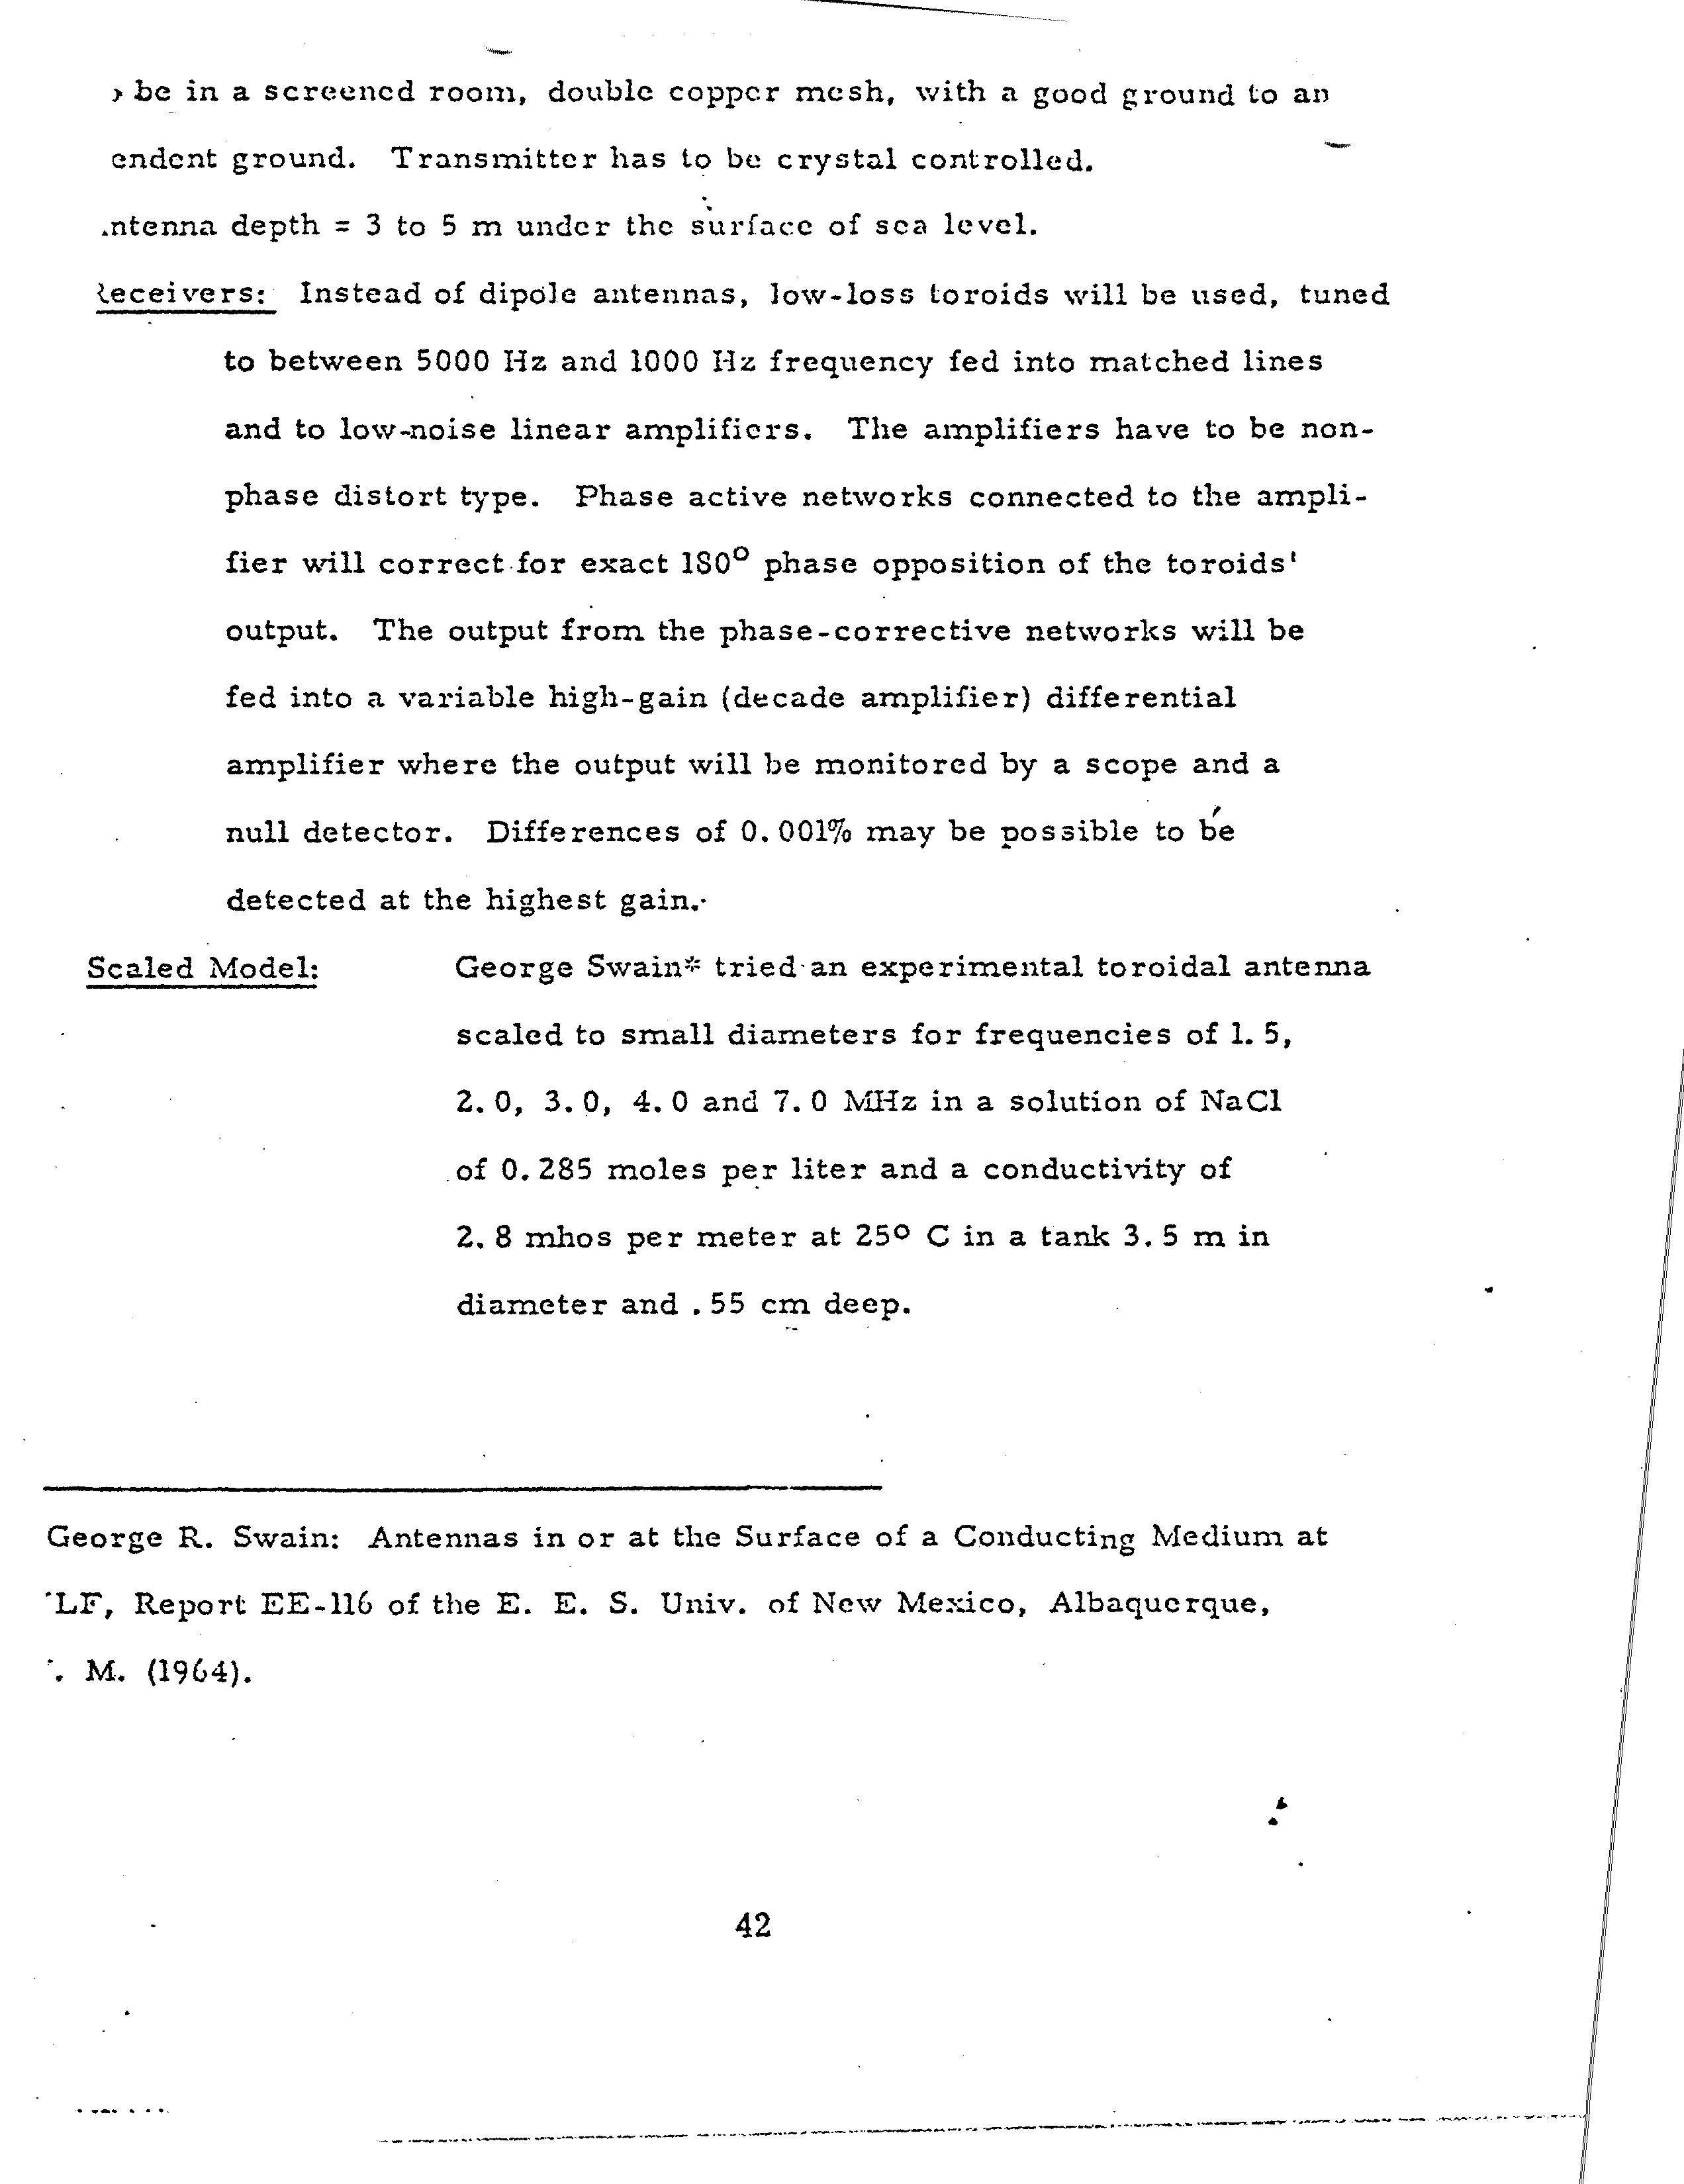 be in a screened room, double copper mesh, with a good ground to an
endent ground. Transmitter has to be crystal controlled.
ntenna depth = 3 to 5 m under the surface of sea level.
eceivers: Instead of dipole antennas, low-loss toroids will be used, tuned
to between 5000 Hz and 1000 Hz frequency fed into matched lines
and to low-noise linear amplifiers. The amplifiers have to be non-
phase distort type. Phase active networks connected to the ampli-
fier will correct for exact 180° phase opposition of the toroids'
output. The output from the phase-corrective networks will be
fed into a variable high-gain (decade amplifier) differential
amplifier where the output will be monitored by a scope and a
null detector. Differences of 0.001% may be possible to be
detected at the highest gain.
Scaled Model: George Swain* tried an experimental toroidal antenna
scaled to small diameters for frequencies of 1.5,
2.0, 3.0, 4.0 and 7.0 MHz in a solution of NaCl
of 0.285 moles per liter and a conductivity of
2.8 mhos per meter at 25° C in a tank 3.5 m in
diameter and .55 cm deep.
George R. Swain: Antennas in or at the Surface of a Conducting Medium at
LF, Report EE-116 of the E. E. S. Univ. of New Mexico, Albaquerque,
. M. (1964).
42